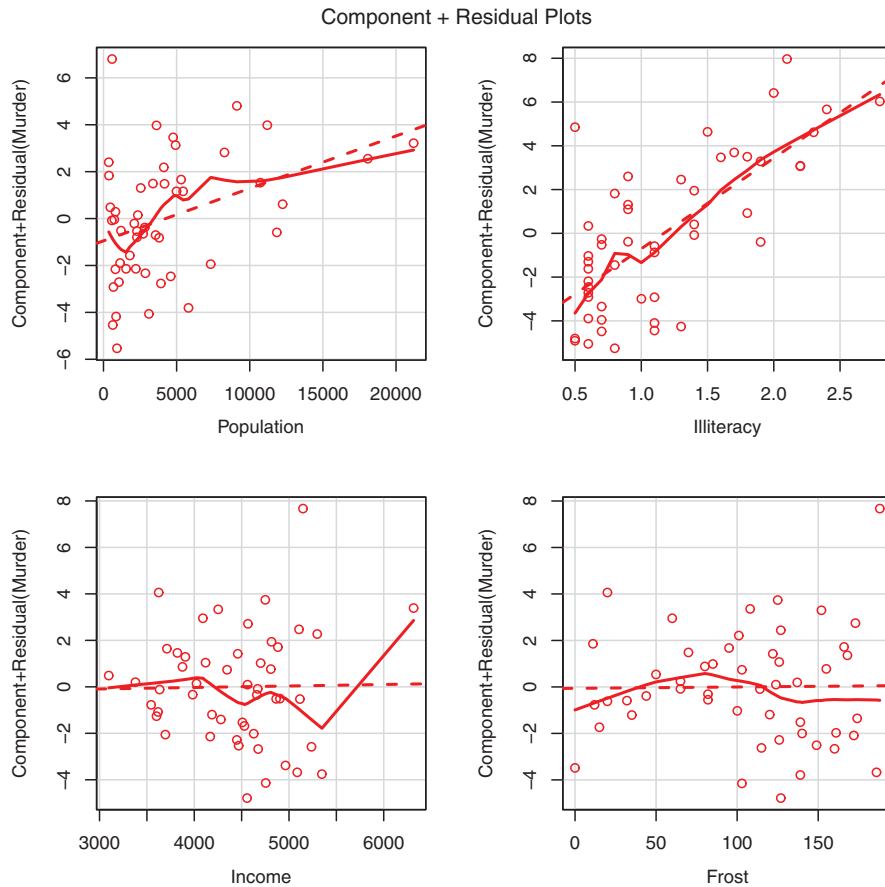 Component + Residual Plots
Component+Residual(Murder)
6
4
2
0
−2
−4
−6
0 5000 10000 15000 20000
Population
Component+Residual(Murder)
8
6
4
2
0
−2
−4
0.5 1.0 1.5 2.0 2.5
Illiteracy
Component+Residual(Murder)
8
6
4
2
0
−2
−4
3000 4000 5000 6000
Income
Component+Residual(Murder)
8
6
4
2
0
−2
−4
0 50 100 150
Frost